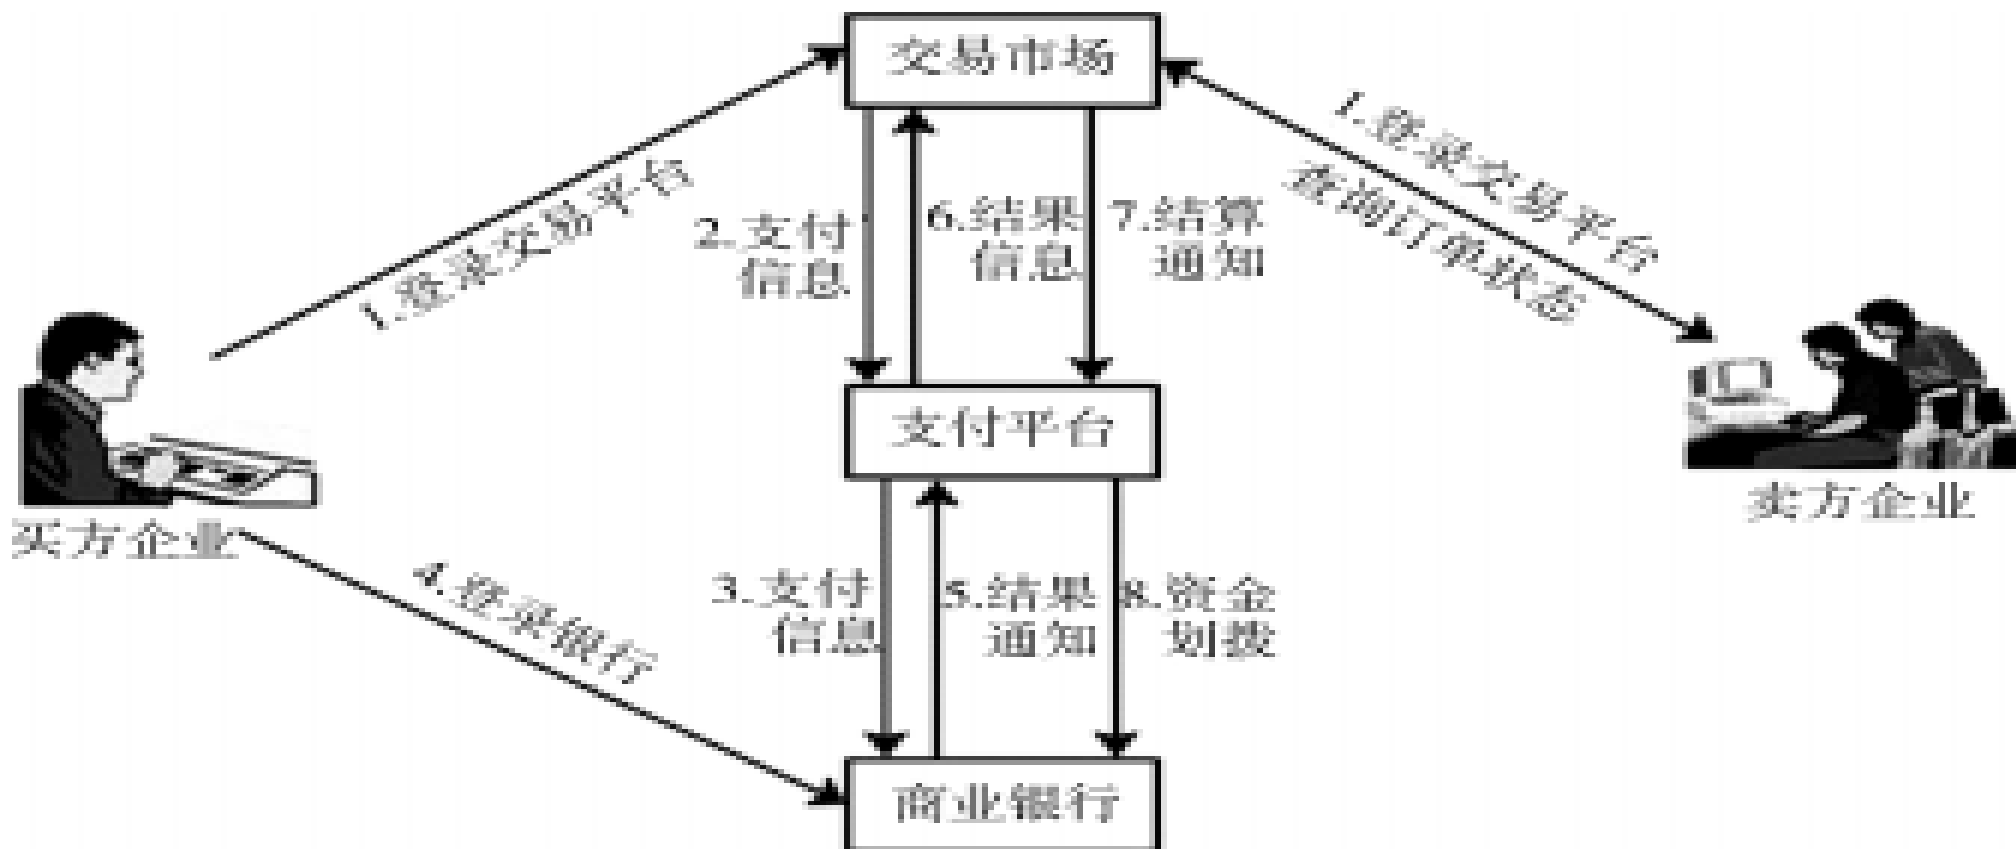 交易市场
1.登录交易平台
1.登录交易平台
查询订单状态
2.支付
信息
6.结果
信息
7.结算
通知
支付平台
买方企业
卖方企业
4.登录银行
3.支付
信息
5.结果
通知
8.资金
划拨
商业银行